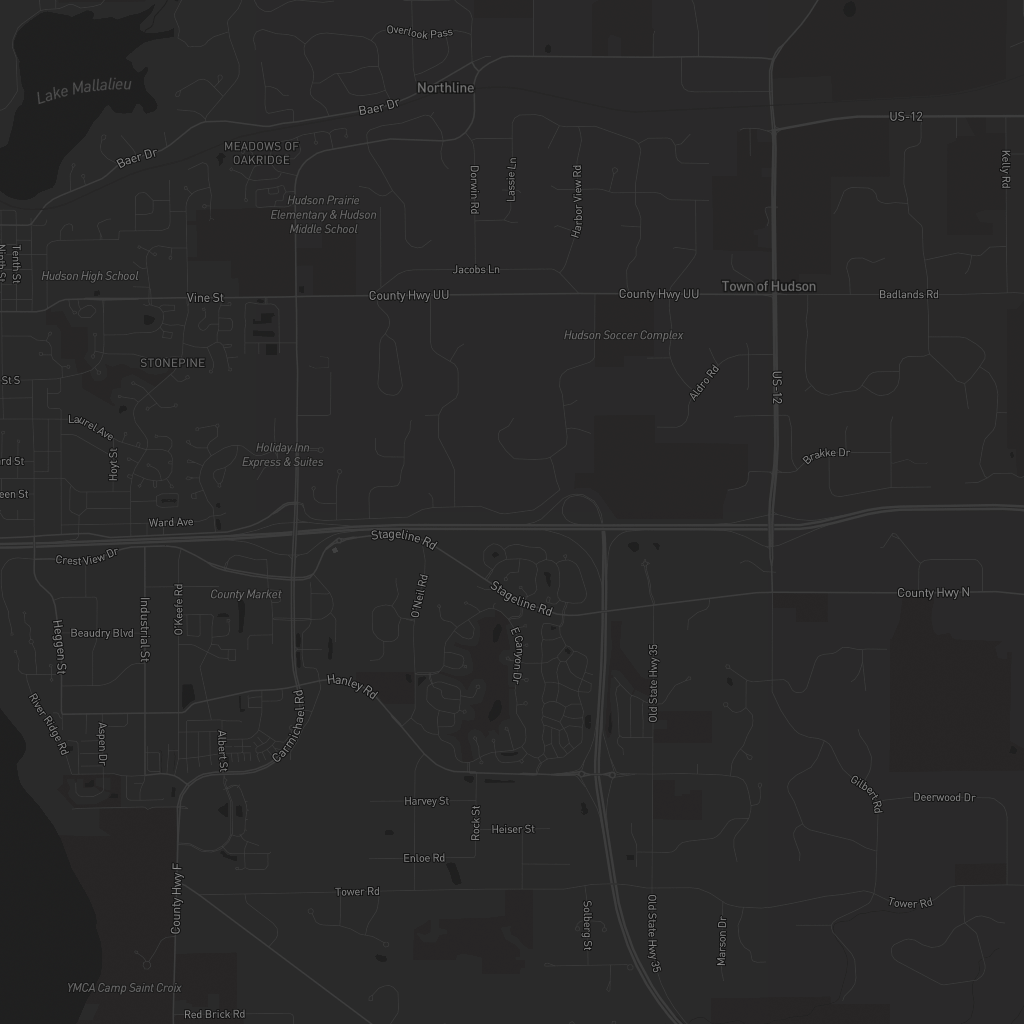 Overlook Pass
Lake Mallalieu
Northline
Baer Dr
US-12
MEADOWS OF
OAKRIDGE
Baer Dr
Kelly Rd
Dorwin Rd
Lassie Ln
Harbor View Rd
Hudson Prairie
Elementary & Hudson
Middle School
Ninth St
Tenth St
Hudson High School
Jacobs Ln
Town of Hudson
Vine St
County Hwy UU
County Hwy UU
Badlands Rd
Hudson Soccer Complex
STONEPINE
St S
Aldro Rd
US-12
Laurel Ave
Holiday Inn
Express & Suites
Hoyt St
rd St
Brakke Dr
een St
Ward Ave
Stageline Rd
Crest View Dr
County Market
O'Neil Rd
Stageline Rd
County Hwy N
O'Keefe Rd
Industrial St
Beaudry Blvd
Heggen St
E Canyon Dr
Old State Hwy 35
Hanley Rd
River Ridge Rd
Carmichael Rd
Aspen Dr
Albert St
Gilbert Rd
Deerwood Dr
Harvey St
Rock St
Heiser St
Enloe Rd
Tower Rd
County Hwy F
Tower Rd
Solberg St
Old State Hwy 35
Marson Dr
YMCA Camp Saint Croix
Red Brick Rd